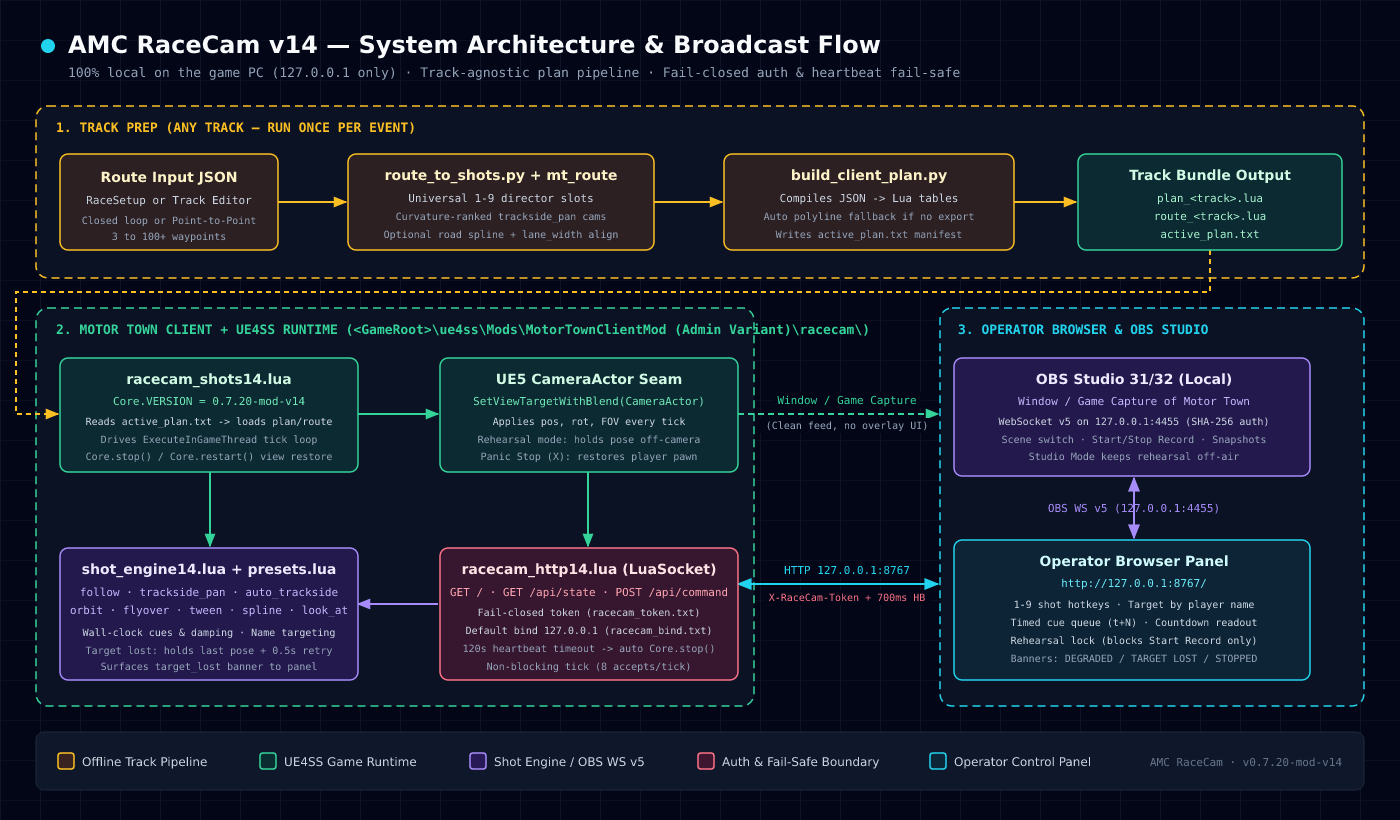 AMC RaceCam v14 — System Architecture & Broadcast Flow
100% local on the game PC (127.0.0.1 only) · Track-agnostic plan pipeline · Fail-closed auth & heartbeat fail-safe
1. TRACK PREP (ANY TRACK — RUN ONCE PER EVENT)
Route Input JSON
RaceSetup or Track Editor
Closed loop or Point-to-Point
3 to 100+ waypoints
route_to_shots.py + mt_route
Universal 1-9 director slots
Curvature-ranked trackside_pan cams
Optional road spline + lane_width align
build_client_plan.py
Compiles JSON -> Lua tables
Auto polyline fallback if no export
Writes active_plan.txt manifest
Track Bundle Output
plan_<track>.lua
route_<track>.lua
active_plan.txt
2. MOTOR TOWN CLIENT + UE4SS RUNTIME (<GameRoot>\ue4ss\Mods\MotorTownClientMod (Admin Variant)\racecam\)
racecam_shots14.lua
Core.VERSION = 0.7.20-mod-v14
Reads active_plan.txt -> loads plan/route
Drives ExecuteInGameThread tick loop
Core.stop() / Core.restart() view restore
UE5 CameraActor Seam
SetViewTargetWithBlend(CameraActor)
Applies pos, rot, FOV every tick
Rehearsal mode: holds pose off-camera
Panic Stop (X): restores player pawn
shot_engine14.lua + presets.lua
follow · trackside_pan · auto_trackside
orbit · flyover · tween · spline · look_at
Wall-clock cues & damping · Name targeting
Target lost: holds last pose + 0.5s retry
Surfaces target_lost banner to panel
racecam_http14.lua (LuaSocket)
GET / · GET /api/state · POST /api/command
Fail-closed token (racecam_token.txt)
Default bind 127.0.0.1 (racecam_bind.txt)
120s heartbeat timeout -> auto Core.stop()
Non-blocking tick (8 accepts/tick)
Window / Game Capture
(Clean feed, no overlay UI)
HTTP 127.0.0.1:8767
X-RaceCam-Token + 700ms HB
3. OPERATOR BROWSER & OBS STUDIO
OBS Studio 31/32 (Local)
Window / Game Capture of Motor Town
WebSocket v5 on 127.0.0.1:4455 (SHA-256 auth)
Scene switch · Start/Stop Record · Snapshots
Studio Mode keeps rehearsal off-air
OBS WS v5 (127.0.0.1:4455)
Operator Browser Panel
http://127.0.0.1:8767/
1-9 shot hotkeys · Target by player name
Timed cue queue (t+N) · Countdown readout
Rehearsal lock (blocks Start Record only)
Banners: DEGRADED / TARGET LOST / STOPPED
Offline Track Pipeline
UE4SS Game Runtime
Shot Engine / OBS WS v5
Auth & Fail-Safe Boundary
Operator Control Panel
AMC RaceCam · v0.7.20-mod-v14